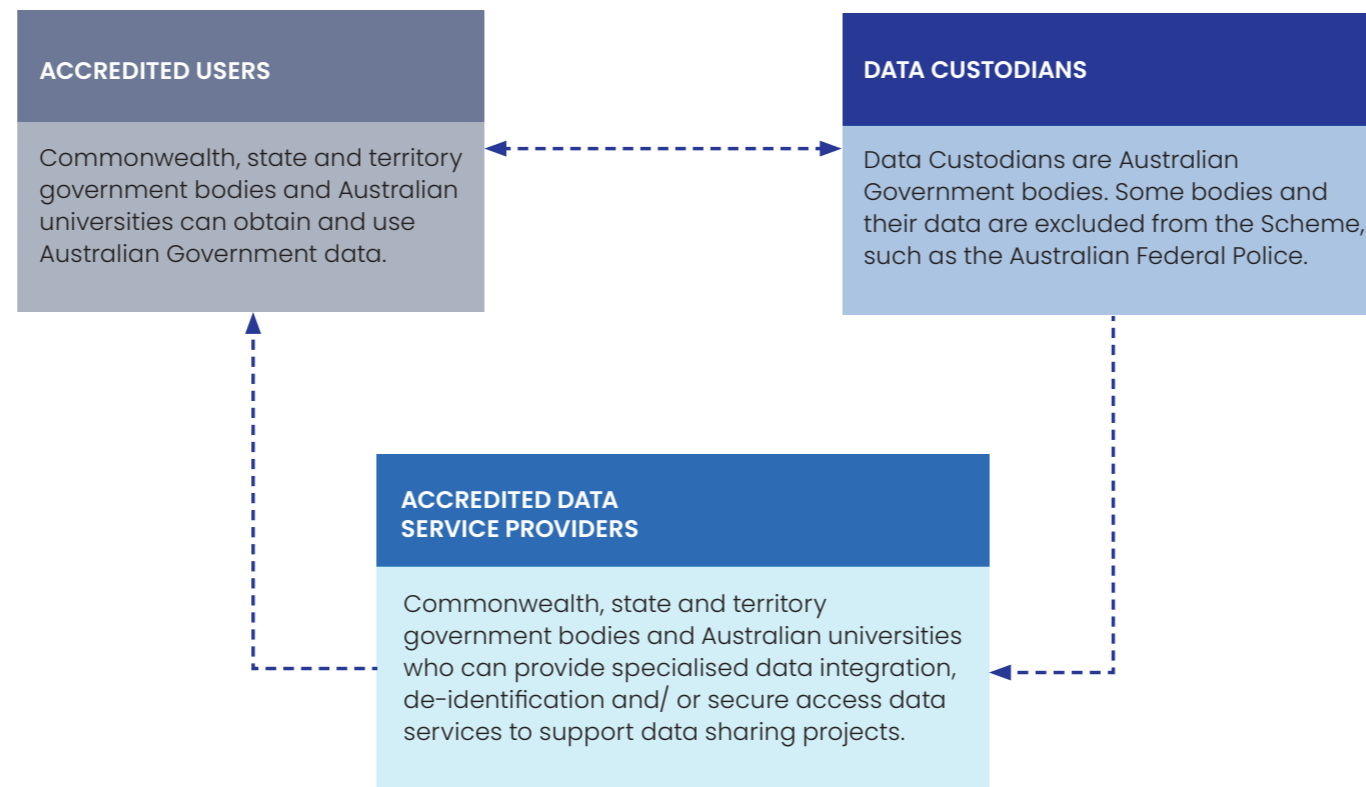 ACCREDITED USERS
Commonwealth, state and territory
government bodies and Australian
universities can obtain and use
Australian Government data.
DATA CUSTODIANS
Data Custodians are Australian
Government bodies. Some bodies and
their data are excluded from the Scheme,
such as the Australian Federal Police.
ACCREDITED DATA
SERVICE PROVIDERS
Commonwealth, state and territory
government bodies and Australian universities
who can provide specialised data integration,
de-identification and/ or secure access data
services to support data sharing projects.